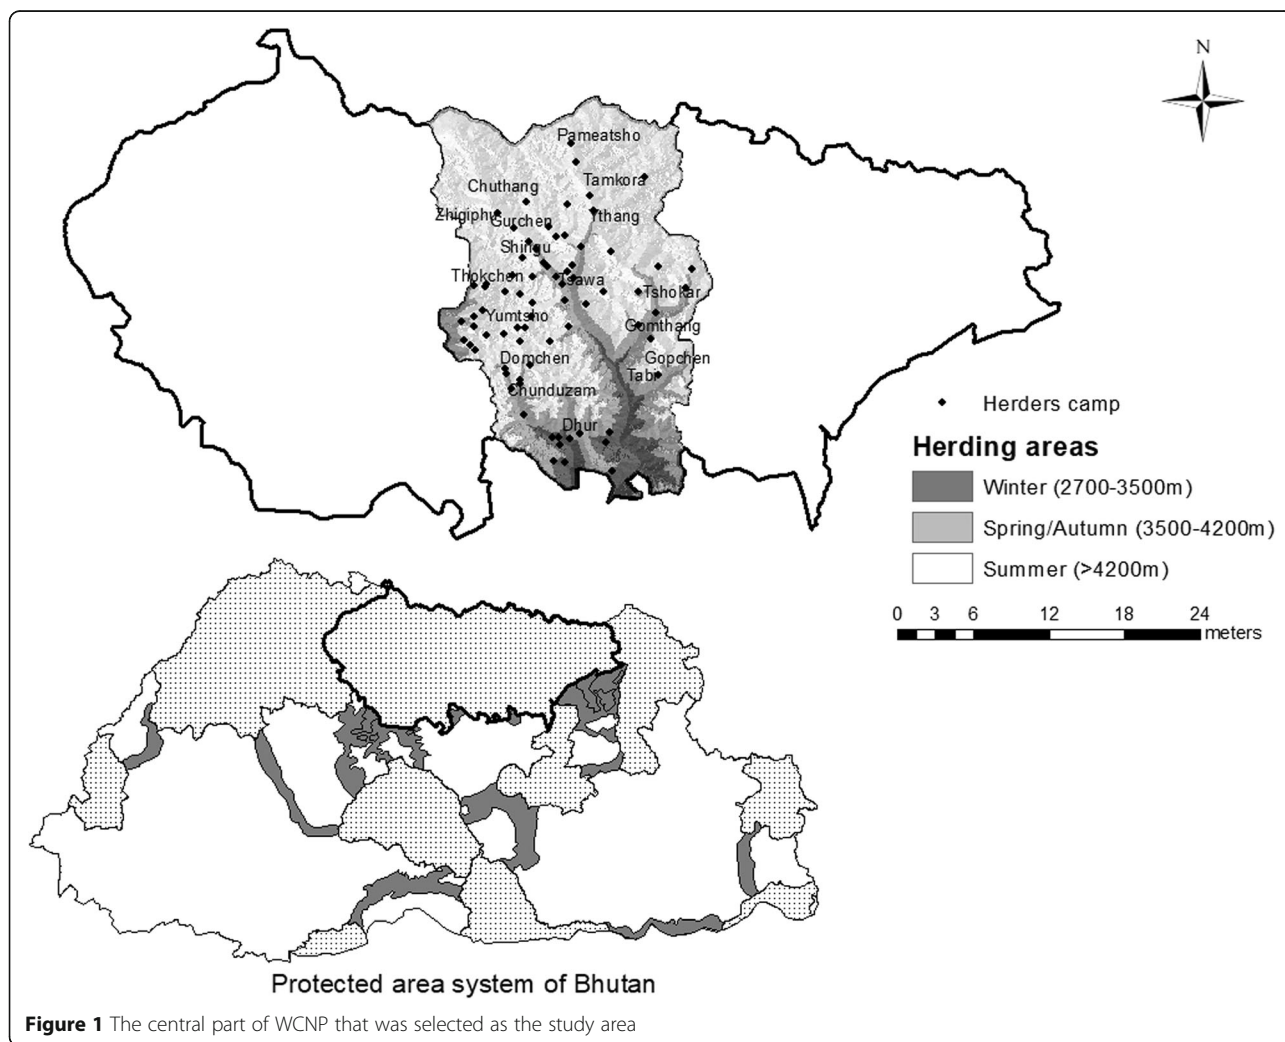 N
Pameatsho
Tamkora
Chuthang
Zhigiphu
Gurchen
Ythang
Shingu
Thokchen
Tsawa
Tshokar
Yumtsho
Gomthang
Domchen
Gopchen
Tabi
Chunduzam
Dhur
Herders camp
Herding areas
Winter (2700-3500m)
Spring/Autumn (3500-4200m)
Summer (>4200m)
0 3 6 12 18 24
meters
Protected area system of Bhutan
Figure 1 The central part of WCNP that was selected as the study area